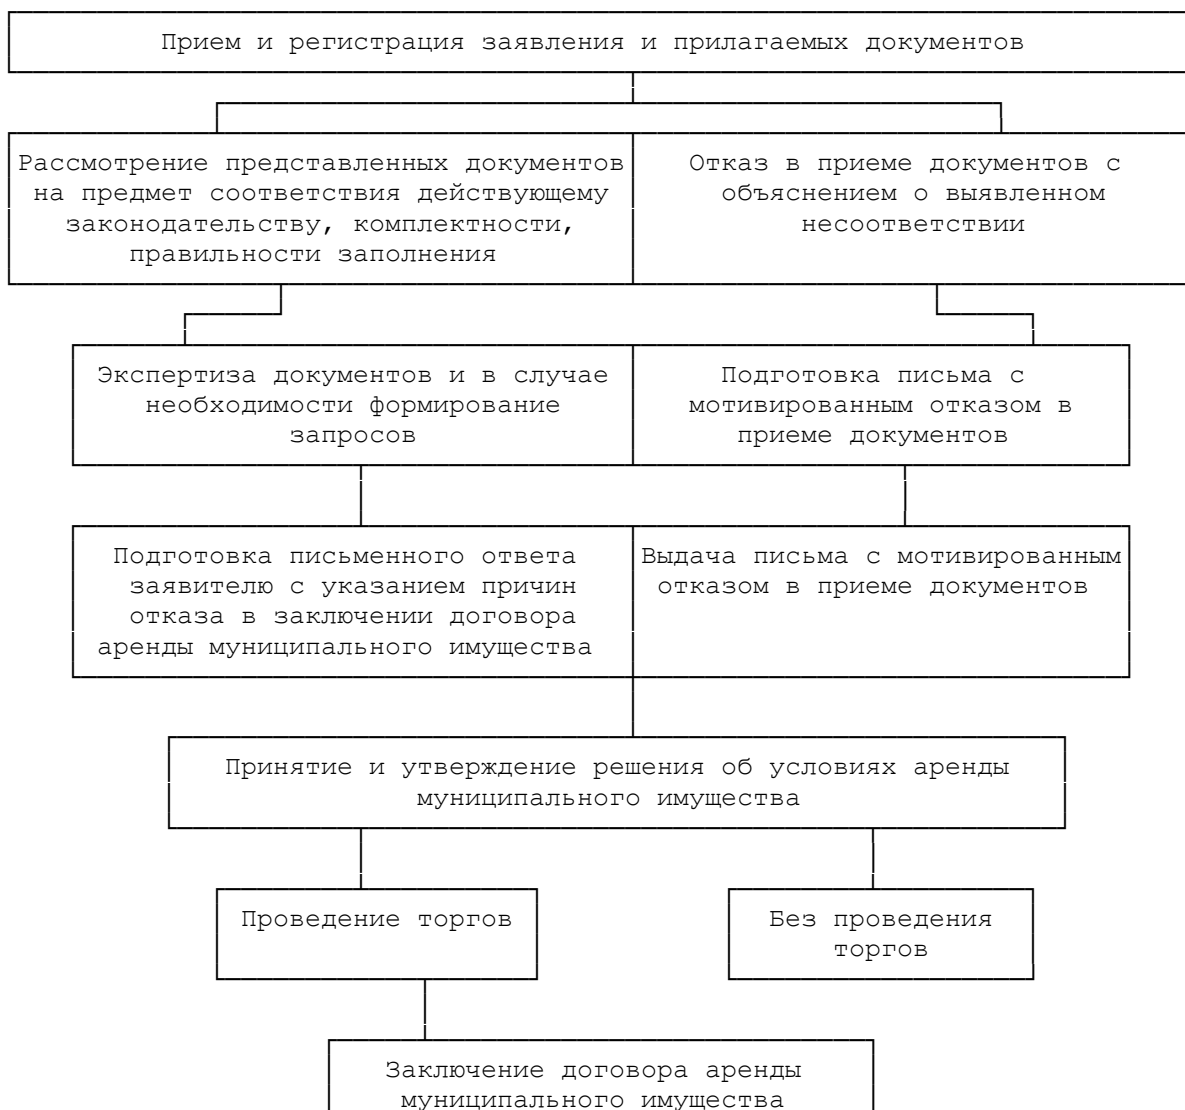 Прием и регистрация заявления и прилагаемых документов
Рассмотрение представленных документов
на предмет соответствия действующему
законодательству, комплектности,
правильности заполнения
Отказ в приеме документов с
объяснением о выявленном
несоответствии
Экспертиза документов и в случае
необходимости формирование
запросов
Подготовка письма с
мотивированным отказом в
приеме документов
Подготовка письменного ответа
заявителю с указанием причин
отказа в заключении договора
аренды муниципального имущества
Выдача письма с мотивированным
отказом в приеме документов
Принятие и утверждение решения об условиях аренды
муниципального имущества
Проведение торгов
Без проведения
торгов
Заключение договора аренды
муниципального имущества